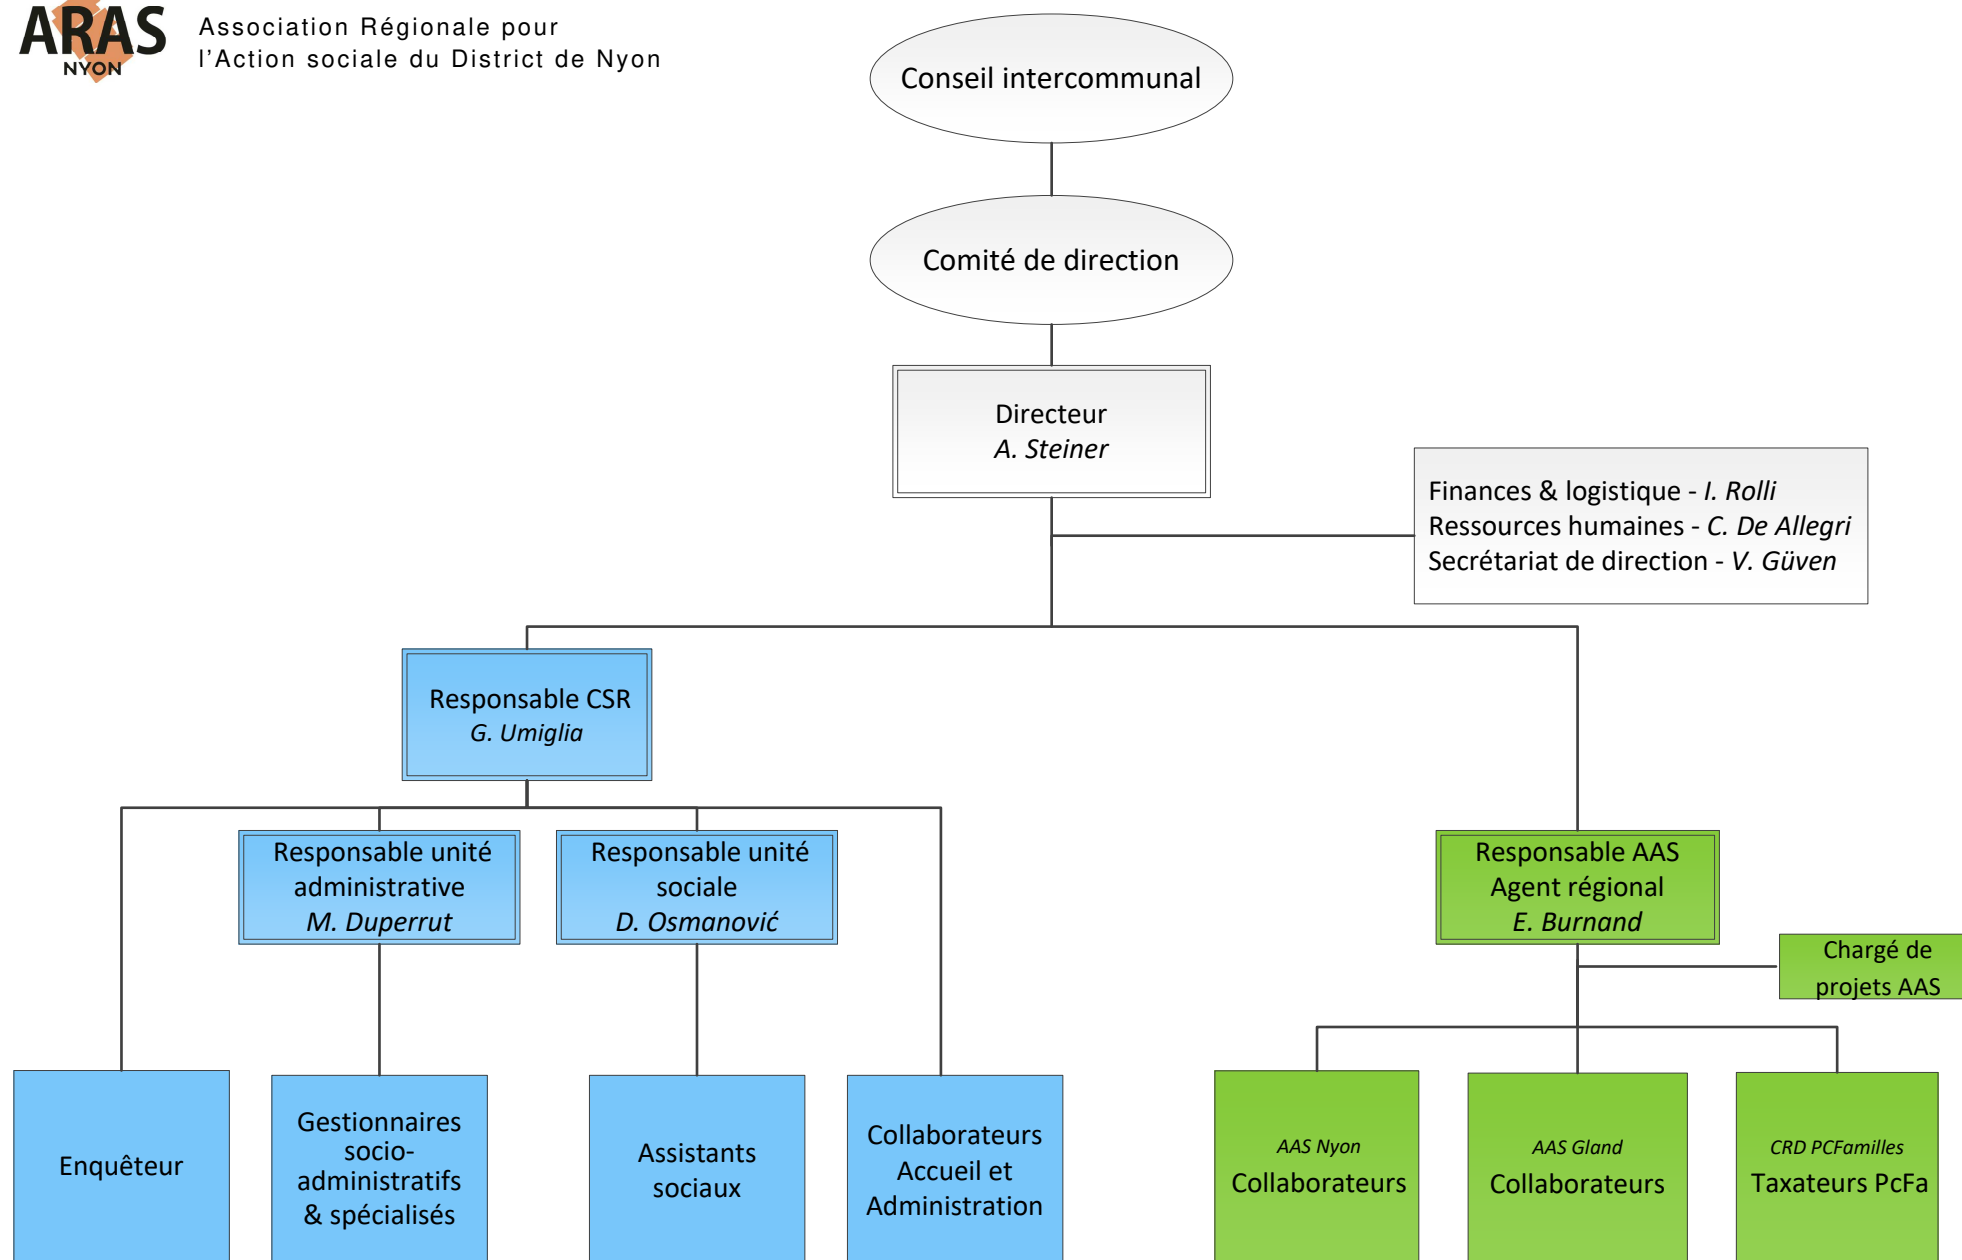 ARAS
NYON
Association Régionale pour
l'Action sociale du District de Nyon
Conseil intercommunal
Comité de direction
Directeur
A. Steiner
Finances & logistique - I. Rolli
Ressources humaines - C. De Allegri
Secrétariat de direction - V. Güven
Responsable CSR
G. Umiglia
Responsable unité
administrative
M. Duperrut
Responsable unité
sociale
D. Osmanović
Responsable AAS
Agent régional
E. Burnand
Chargé de
projets AAS
Enquêteur
Gestionnaires
socio-
administratifs
& spécialisés
Assistants
sociaux
Collaborateurs
Accueil et
Administration
AAS Nyon
Collaborateurs
AAS Gland
Collaborateurs
CRD PCFamilles
Taxateurs PcFa